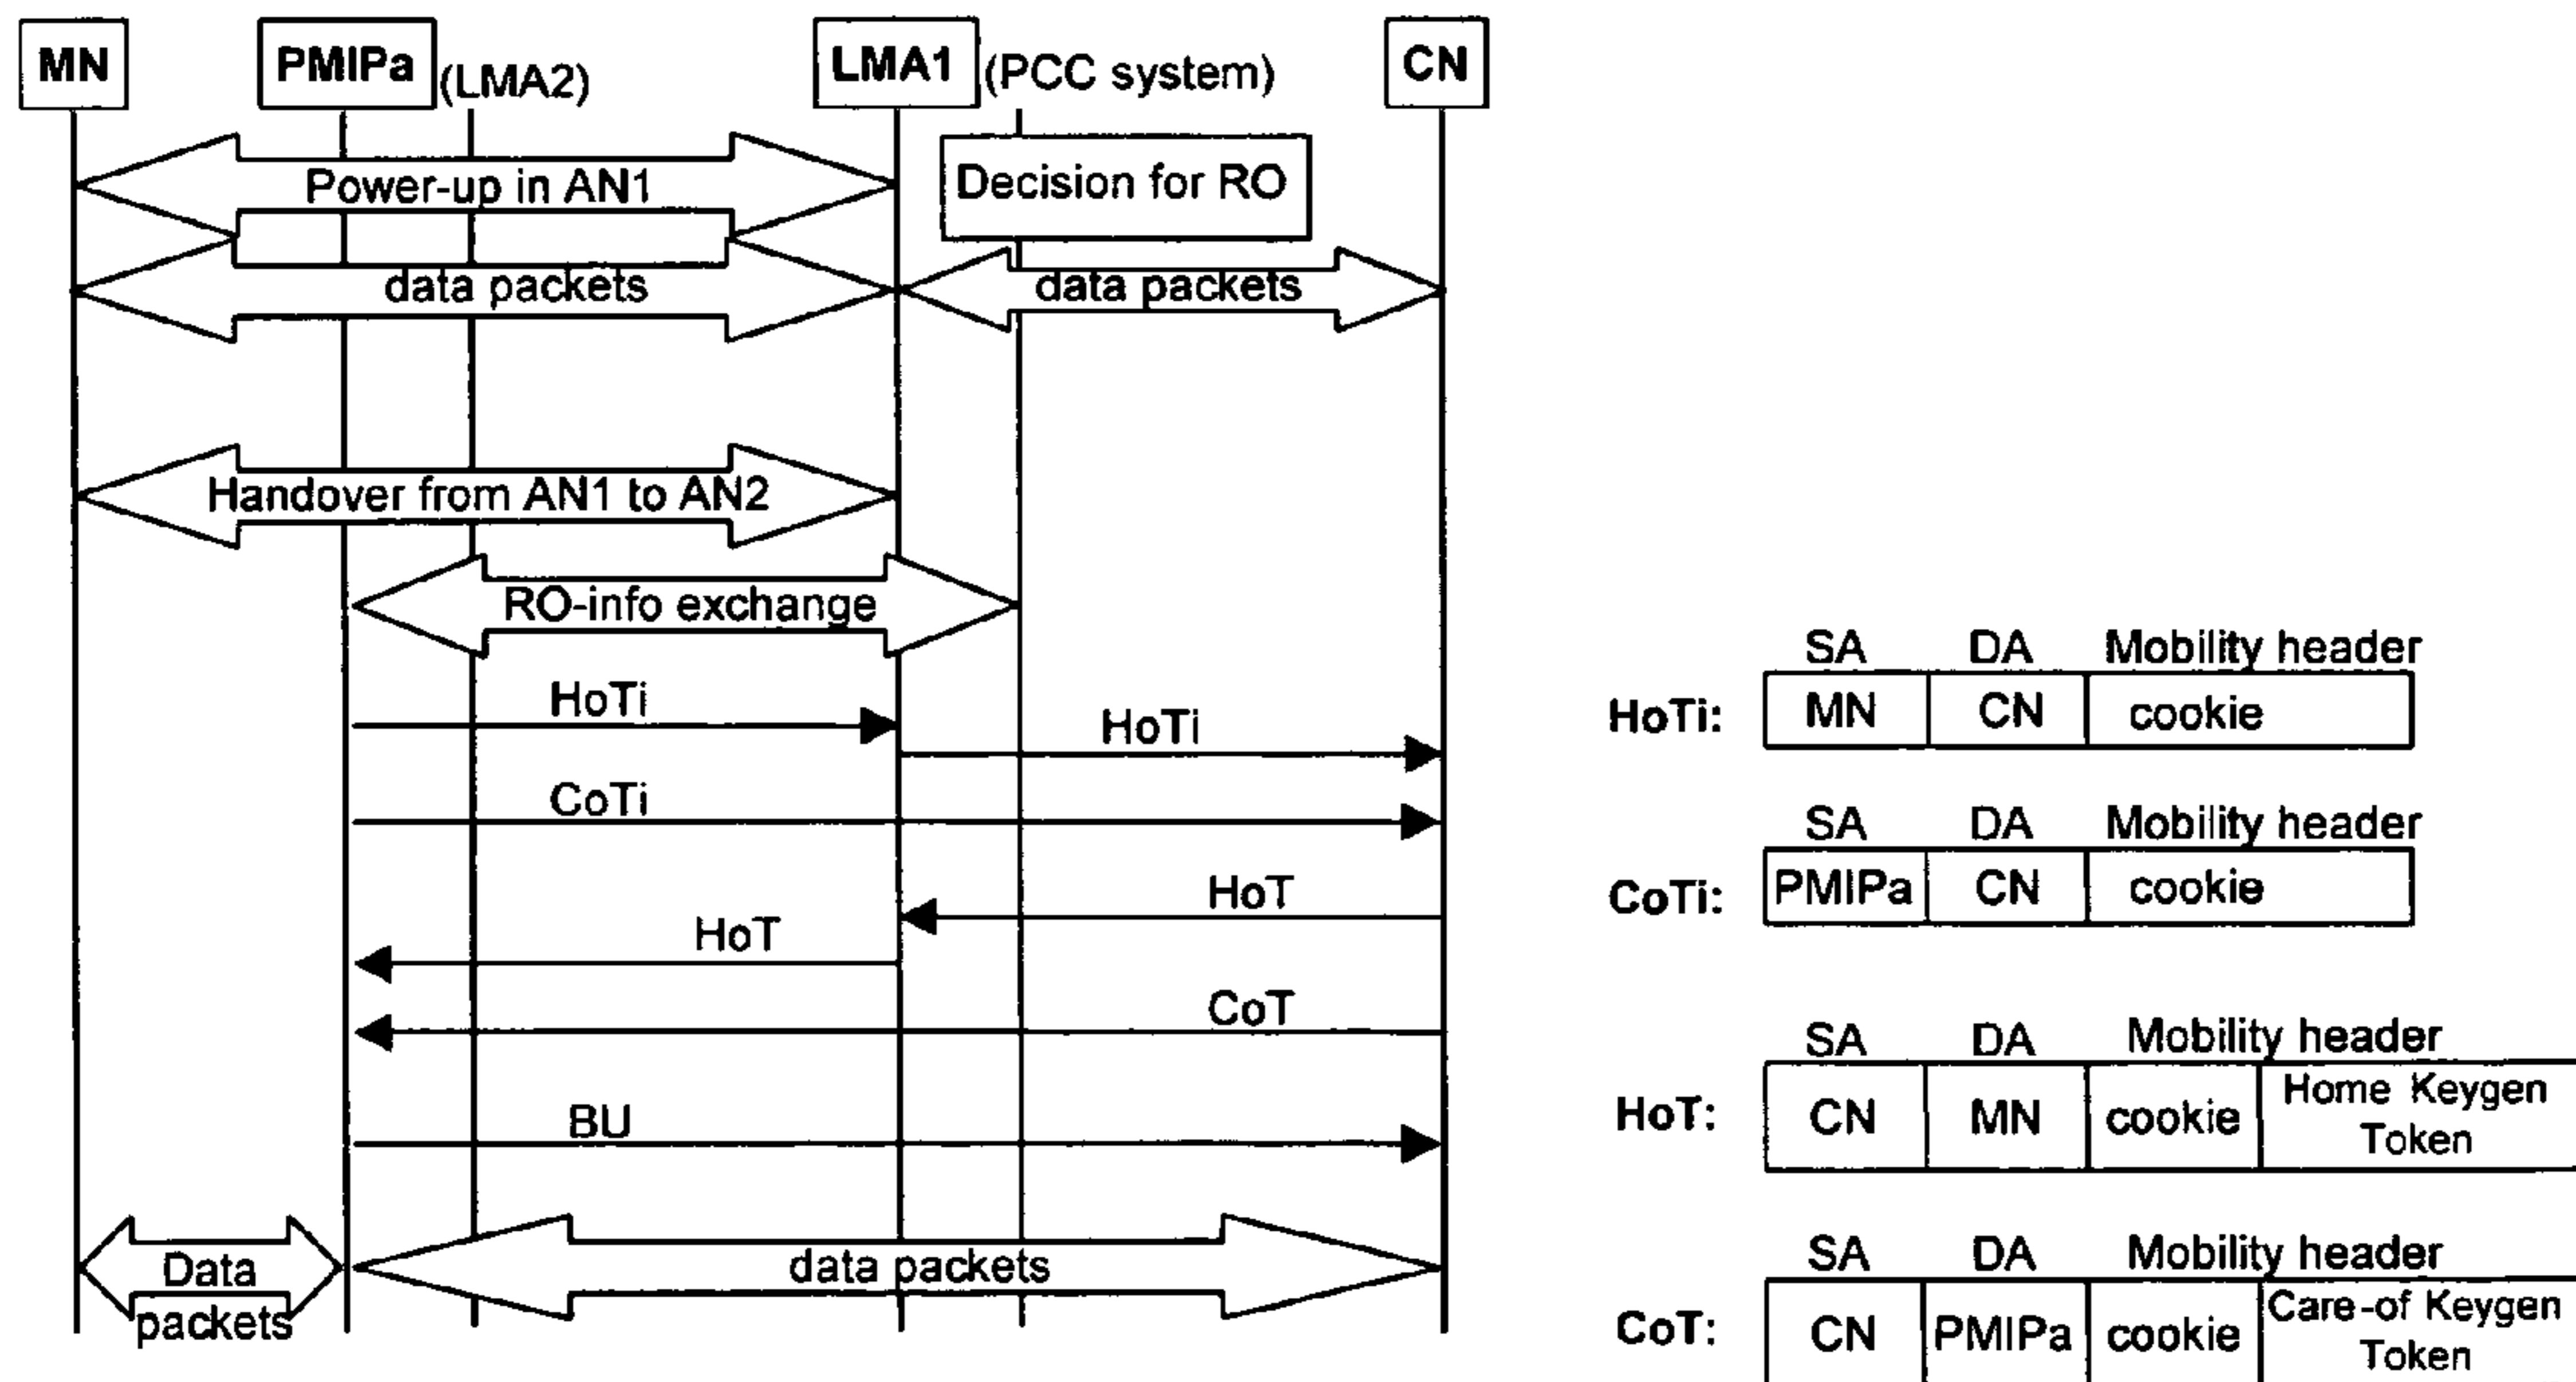 MN
PMIPa
(LMA2)
LMA1
(PCC system)
CN
Power-up in AN1
Decision for RO
data packets
data packets
Handover from AN1 to AN2
RO-info exchange
HoTi
HoTi
CoTi
HoT
HoT
CoT
BU
Data
packets
data packets
SA DA Mobility header
HoTi: MN CN cookie
SA DA Mobility header
CoTi: PMIPa CN cookie
SA DA Mobility header
HoT: CN MN cookie Home Keygen
Token
SA DA Mobility header
CoT: CN PMIPa cookie Care-of Keygen
Token